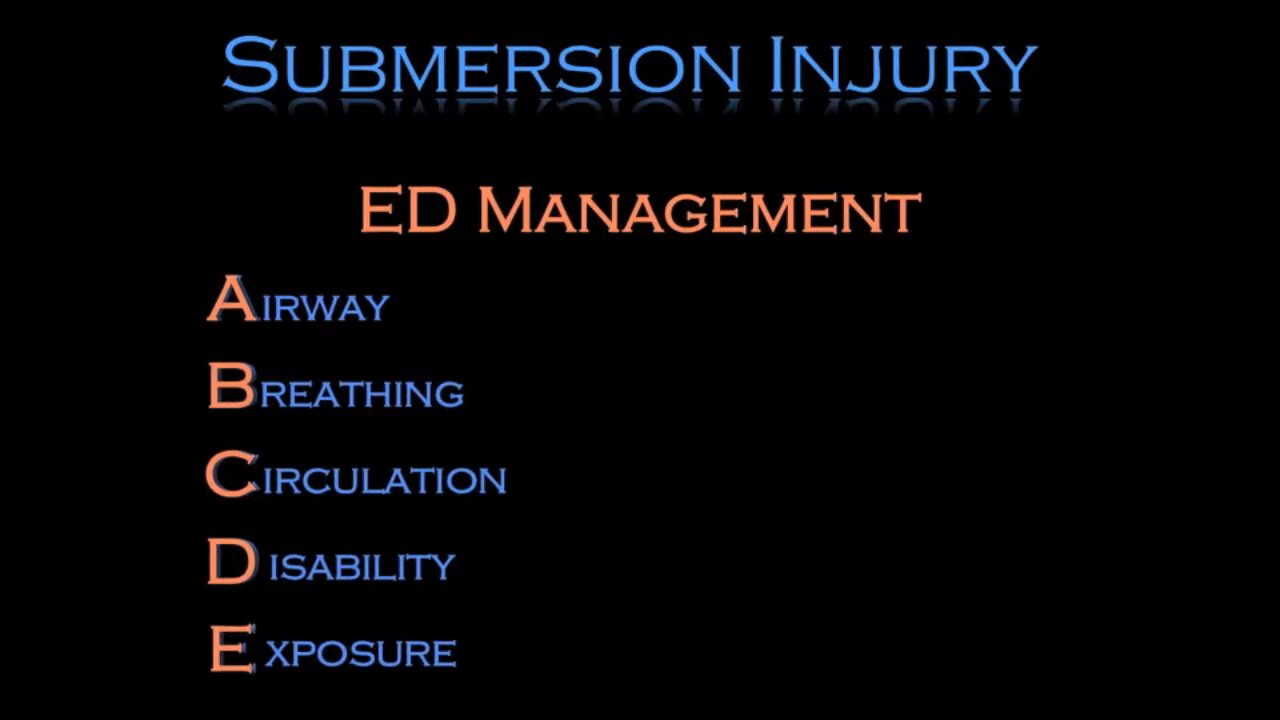 Submersion Injury
ED Management
Airway
Breathing
Circulation
Disability
Exposure